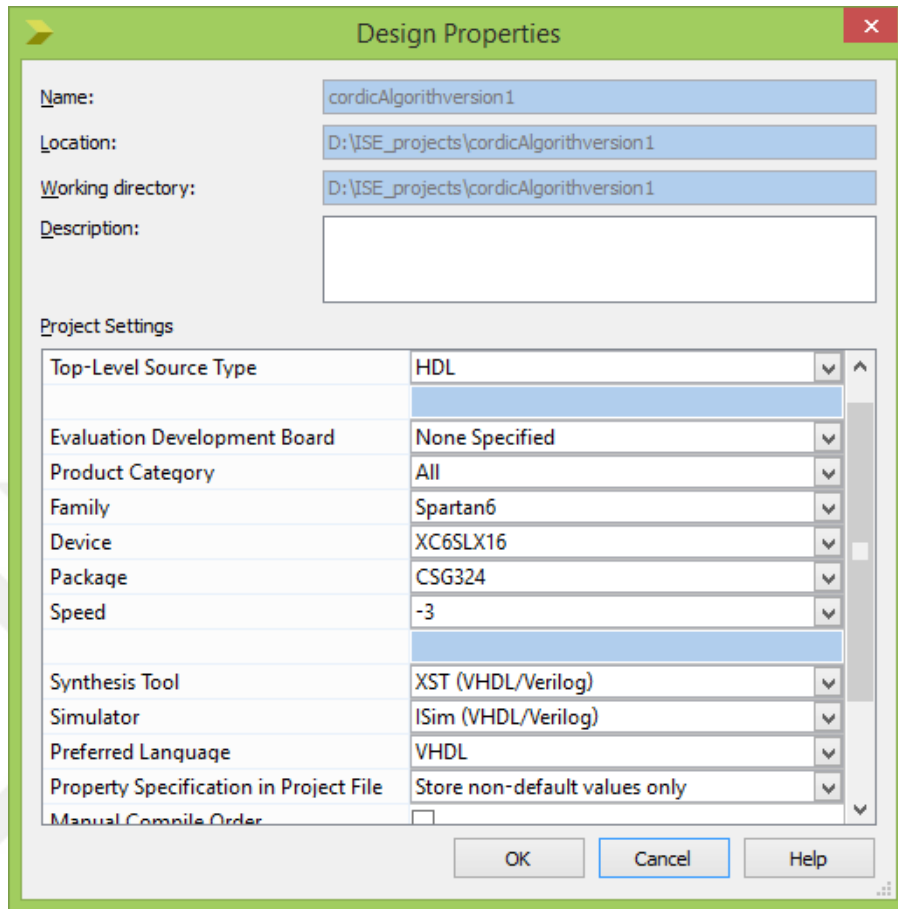 Design Properties
Name: cordicAlgorithversion1
Location: D:\ISE_projects\cordicAlgorithversion1
Working directory: D:\ISE_projects\cordicAlgorithversion1
Description:
Project Settings
Top-Level Source Type HDL
Evaluation Development Board None Specified
Product Category All
Family Spartan6
Device XC6SLX16
Package CSG324
Speed -3
Synthesis Tool XST (VHDL/Verilog)
Simulator ISim (VHDL/Verilog)
Preferred Language VHDL
Property Specification in Project File Store non-default values only
Manual Compile Order
OK Cancel Help